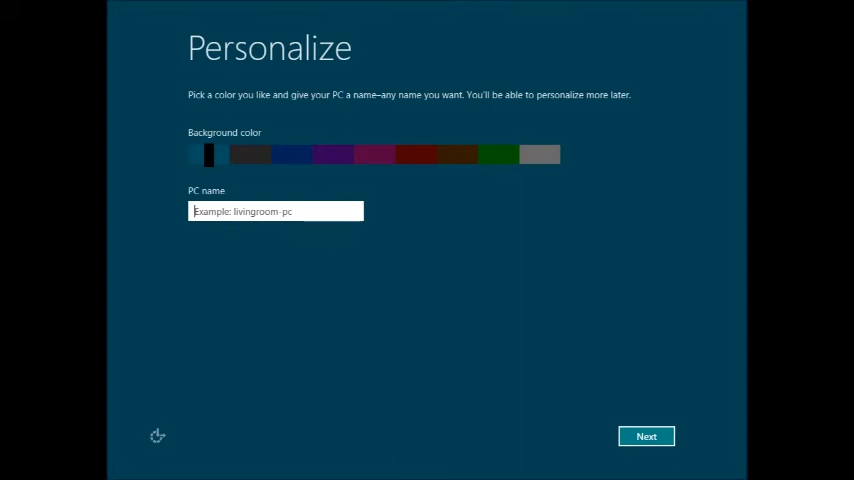 Personalize
Pick a color you like and give your PC a name–any name you want. You'll be able to personalize more later.
Background color
PC name
Example: livingroom-pc
Next